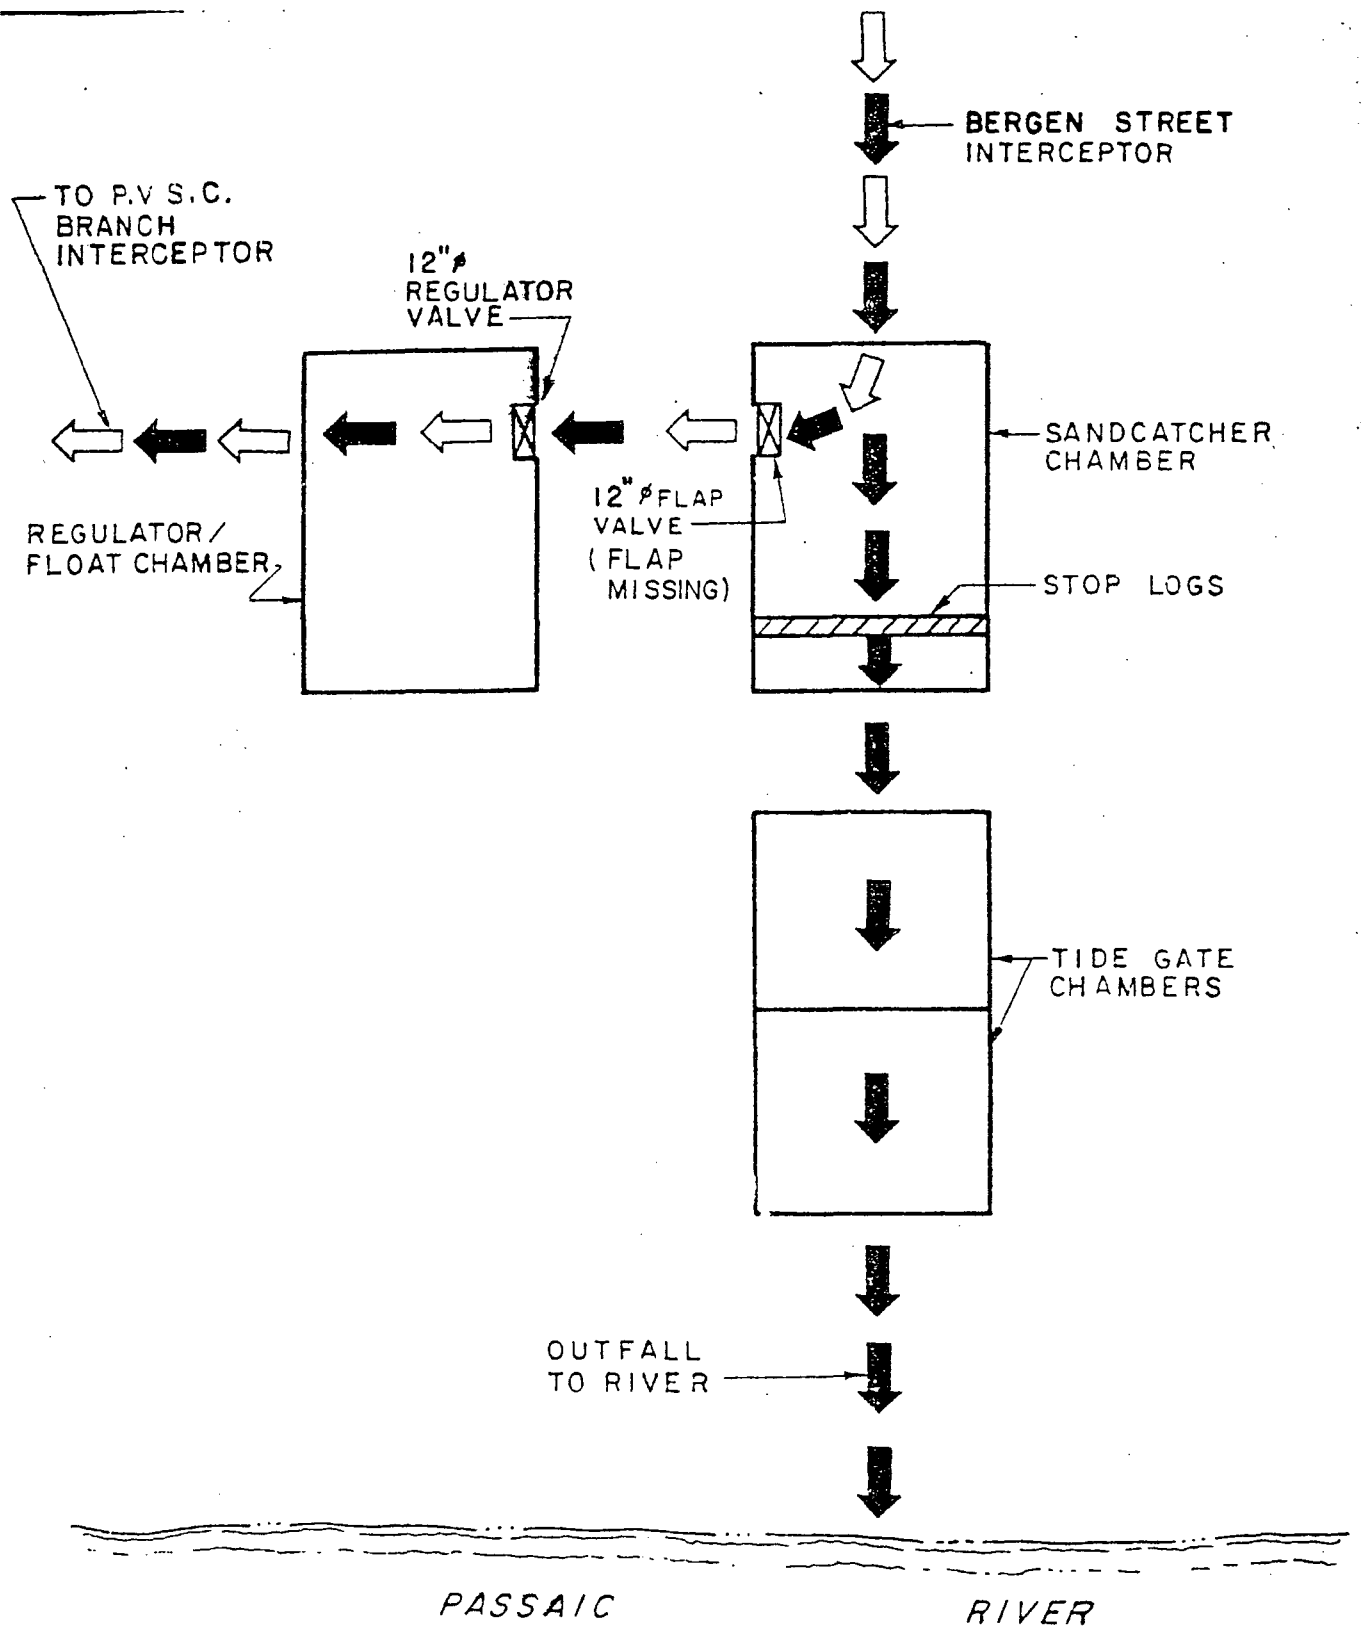 BERGEN STREET
INTERCEPTOR
TO P.V S.C.
BRANCH
INTERCEPTOR
12"ø
REGULATOR
VALVE
SANDCATCHER
CHAMBER
12"ø FLAP
VALVE
(FLAP
MISSING)
REGULATOR/
FLOAT CHAMBER
STOP LOGS
TIDE GATE
CHAMBERS
OUTFALL
TO RIVER
PASSAIC RIVER